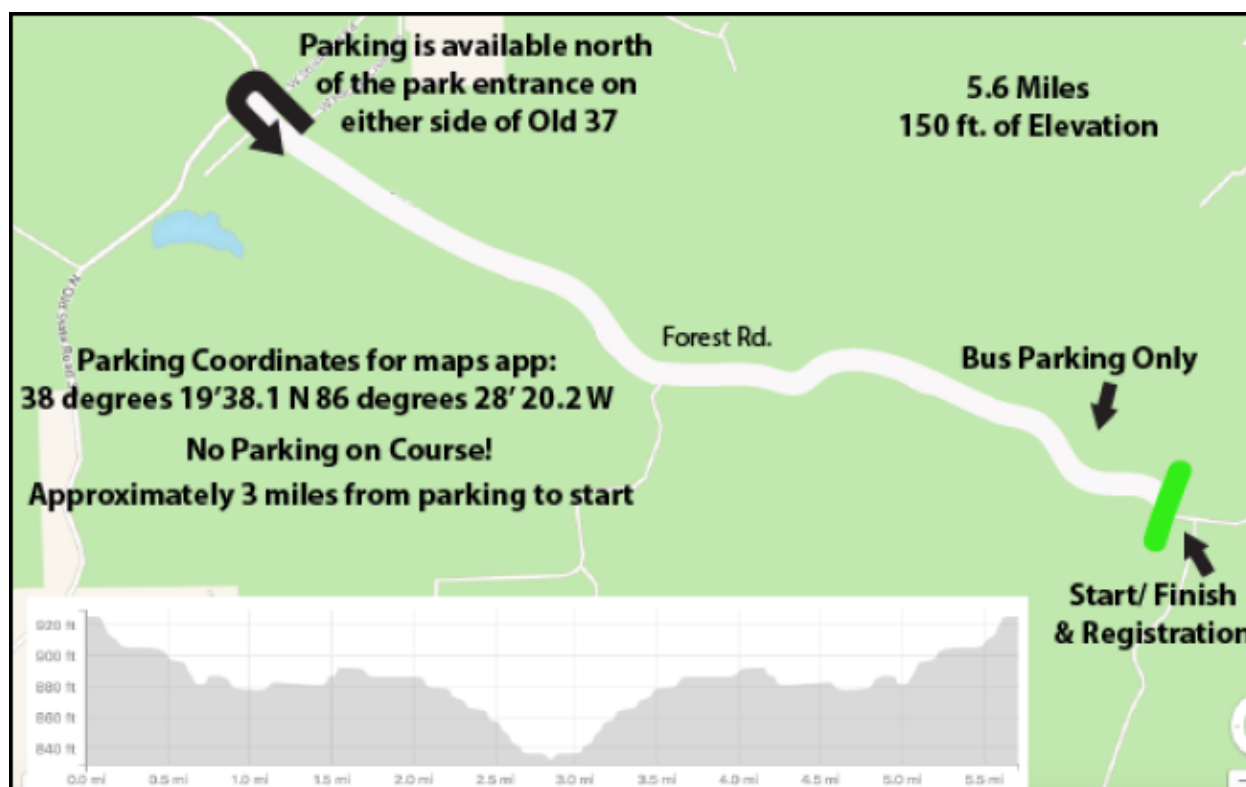 Parking is available north
of the park entrance on
either side of Old 37
5.6 Miles
150 ft. of Elevation
Forest Rd.
Parking Coordinates for maps app:
38 degrees 19'38.1 N 86 degrees 28' 20.2 W
No Parking on Course!
Approximately 3 miles from parking to start
Bus Parking Only
Start/ Finish
& Registration
N Old State Road
920 ft
900 ft
880 ft
860 ft
840 ft
0.0 mi 0.5 mi 1.0 mi 1.5 mi 2.0 mi 2.5 mi 3.0 mi 3.5 mi 4.0 mi 4.5 mi 5.0 mi 5.5 mi